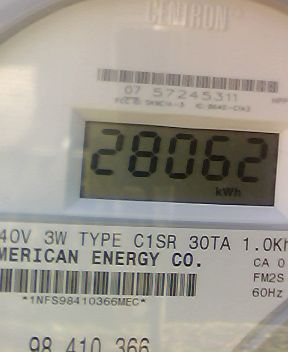 CENTRON
07 57245311
28062
kWh
40V 3W TYPE C1SR 30TA 1.0Kh
MERICAN ENERGY CO.
CA 0
FM2S
60Hz
*1NFS98410366MEC*
98 410 366